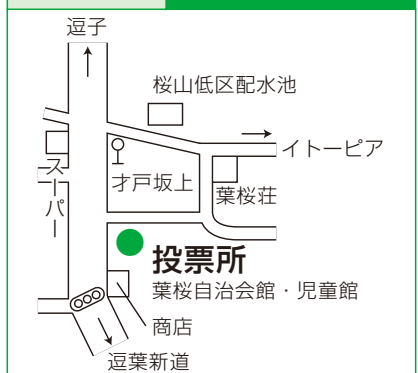 逗子
桜山低区配水池
イトーピア
スーパー
才戸坂上
葉桜荘
投票所
葉桜自治会館・児童館
商店
逗葉新道